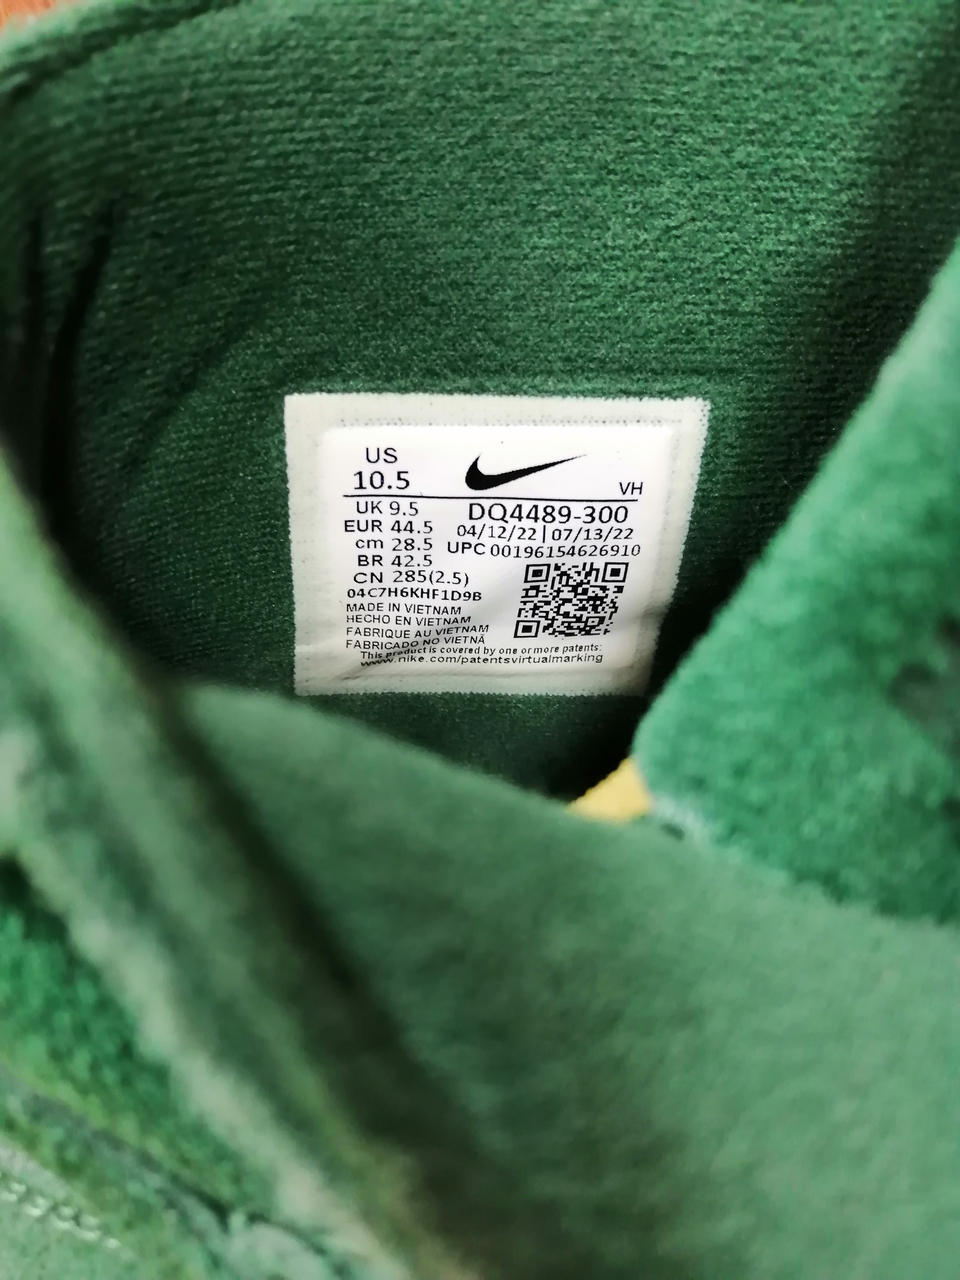 US
10.5
VH
UK 9.5
DQ4489-300
EUR 44.5
04/12/22 | 07/13/22
cm 28.5
UPC 00196154626910
BR 42.5
CN 285(2.5)
04C7H6KHF1D9B
MADE IN VIETNAM
HECHO EN VIETNAM
FABRIQUE AU VIETNAM
FABRICADO NO VIETNÃ
This product is covered by one or more patents:
www.nike.com/patentsvirtualmarking